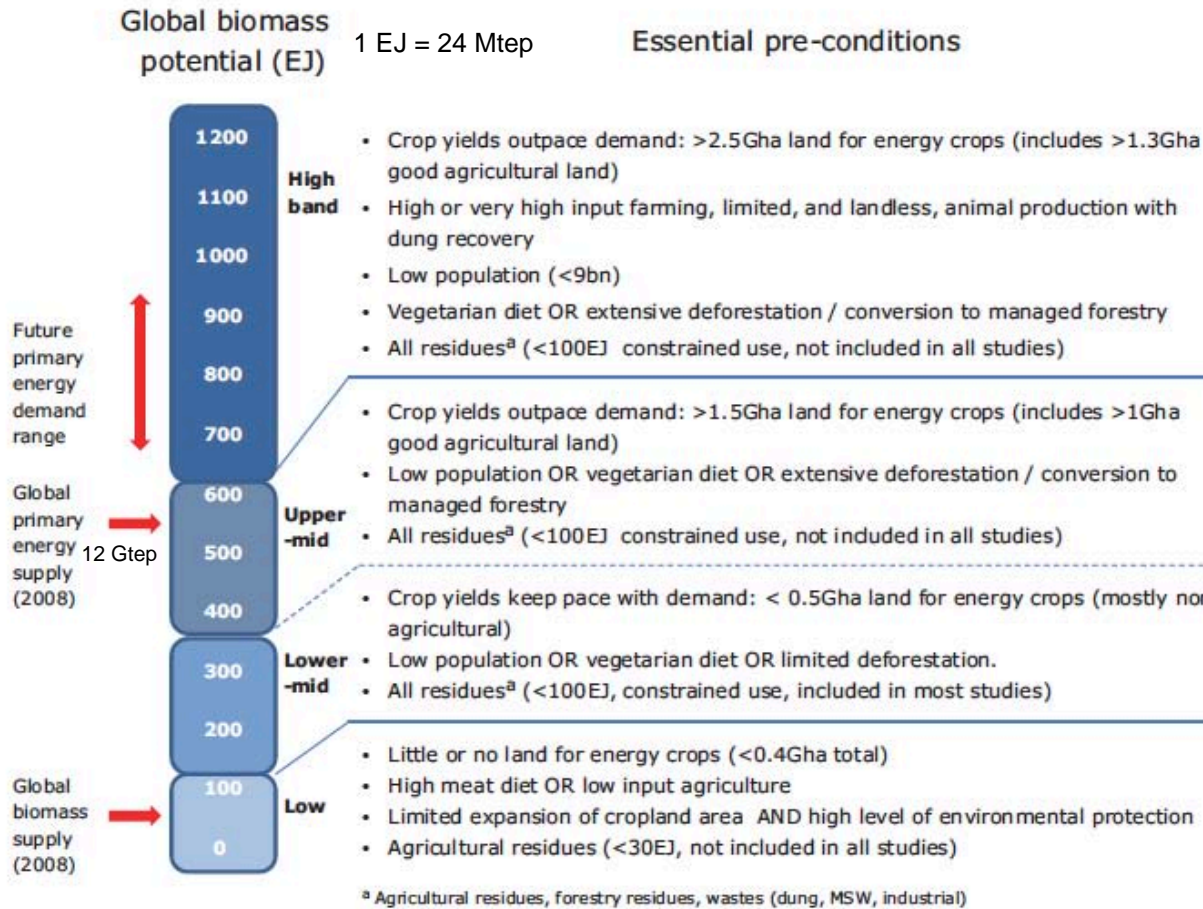 Global biomass
potential (EJ)
1 EJ = 24 Mtep
Essential pre-conditions
1200
1100
1000
900
800
700
600
500
400
300
200
100
0
High
band
Upper
-mid
Lower
-mid
Low
Future
primary
energy
demand
range
Global
primary
energy
supply
(2008)
12 Gtep
Global
biomass
supply
(2008)
• Crop yields outpace demand: >2.5Gha land for energy crops (includes >1.3Gha
good agricultural land)
• High or very high input farming, limited, and landless, animal production with
dung recovery
• Low population (<9bn)
• Vegetarian diet OR extensive deforestation / conversion to managed forestry
• All residuesᵃ (<100EJ constrained use, not included in all studies)
• Crop yields outpace demand: >1.5Gha land for energy crops (includes >1Gha
good agricultural land)
• Low population OR vegetarian diet OR extensive deforestation / conversion to
managed forestry
• All residuesᵃ (<100EJ constrained use, not included in all studies)
• Crop yields keep pace with demand: < 0.5Gha land for energy crops (mostly
agricultural)
• Low population OR vegetarian diet OR limited deforestation.
• All residuesᵃ (<100EJ, constrained use, included in most studies)
• Little or no land for energy crops (<0.4Gha total)
• High meat diet OR low input agriculture
• Limited expansion of cropland area AND high level of environmental protection
• Agricultural residues (<30EJ, not included in all studies)
ᵃ Agricultural residues, forestry residues, wastes (dung, MSW, industrial)